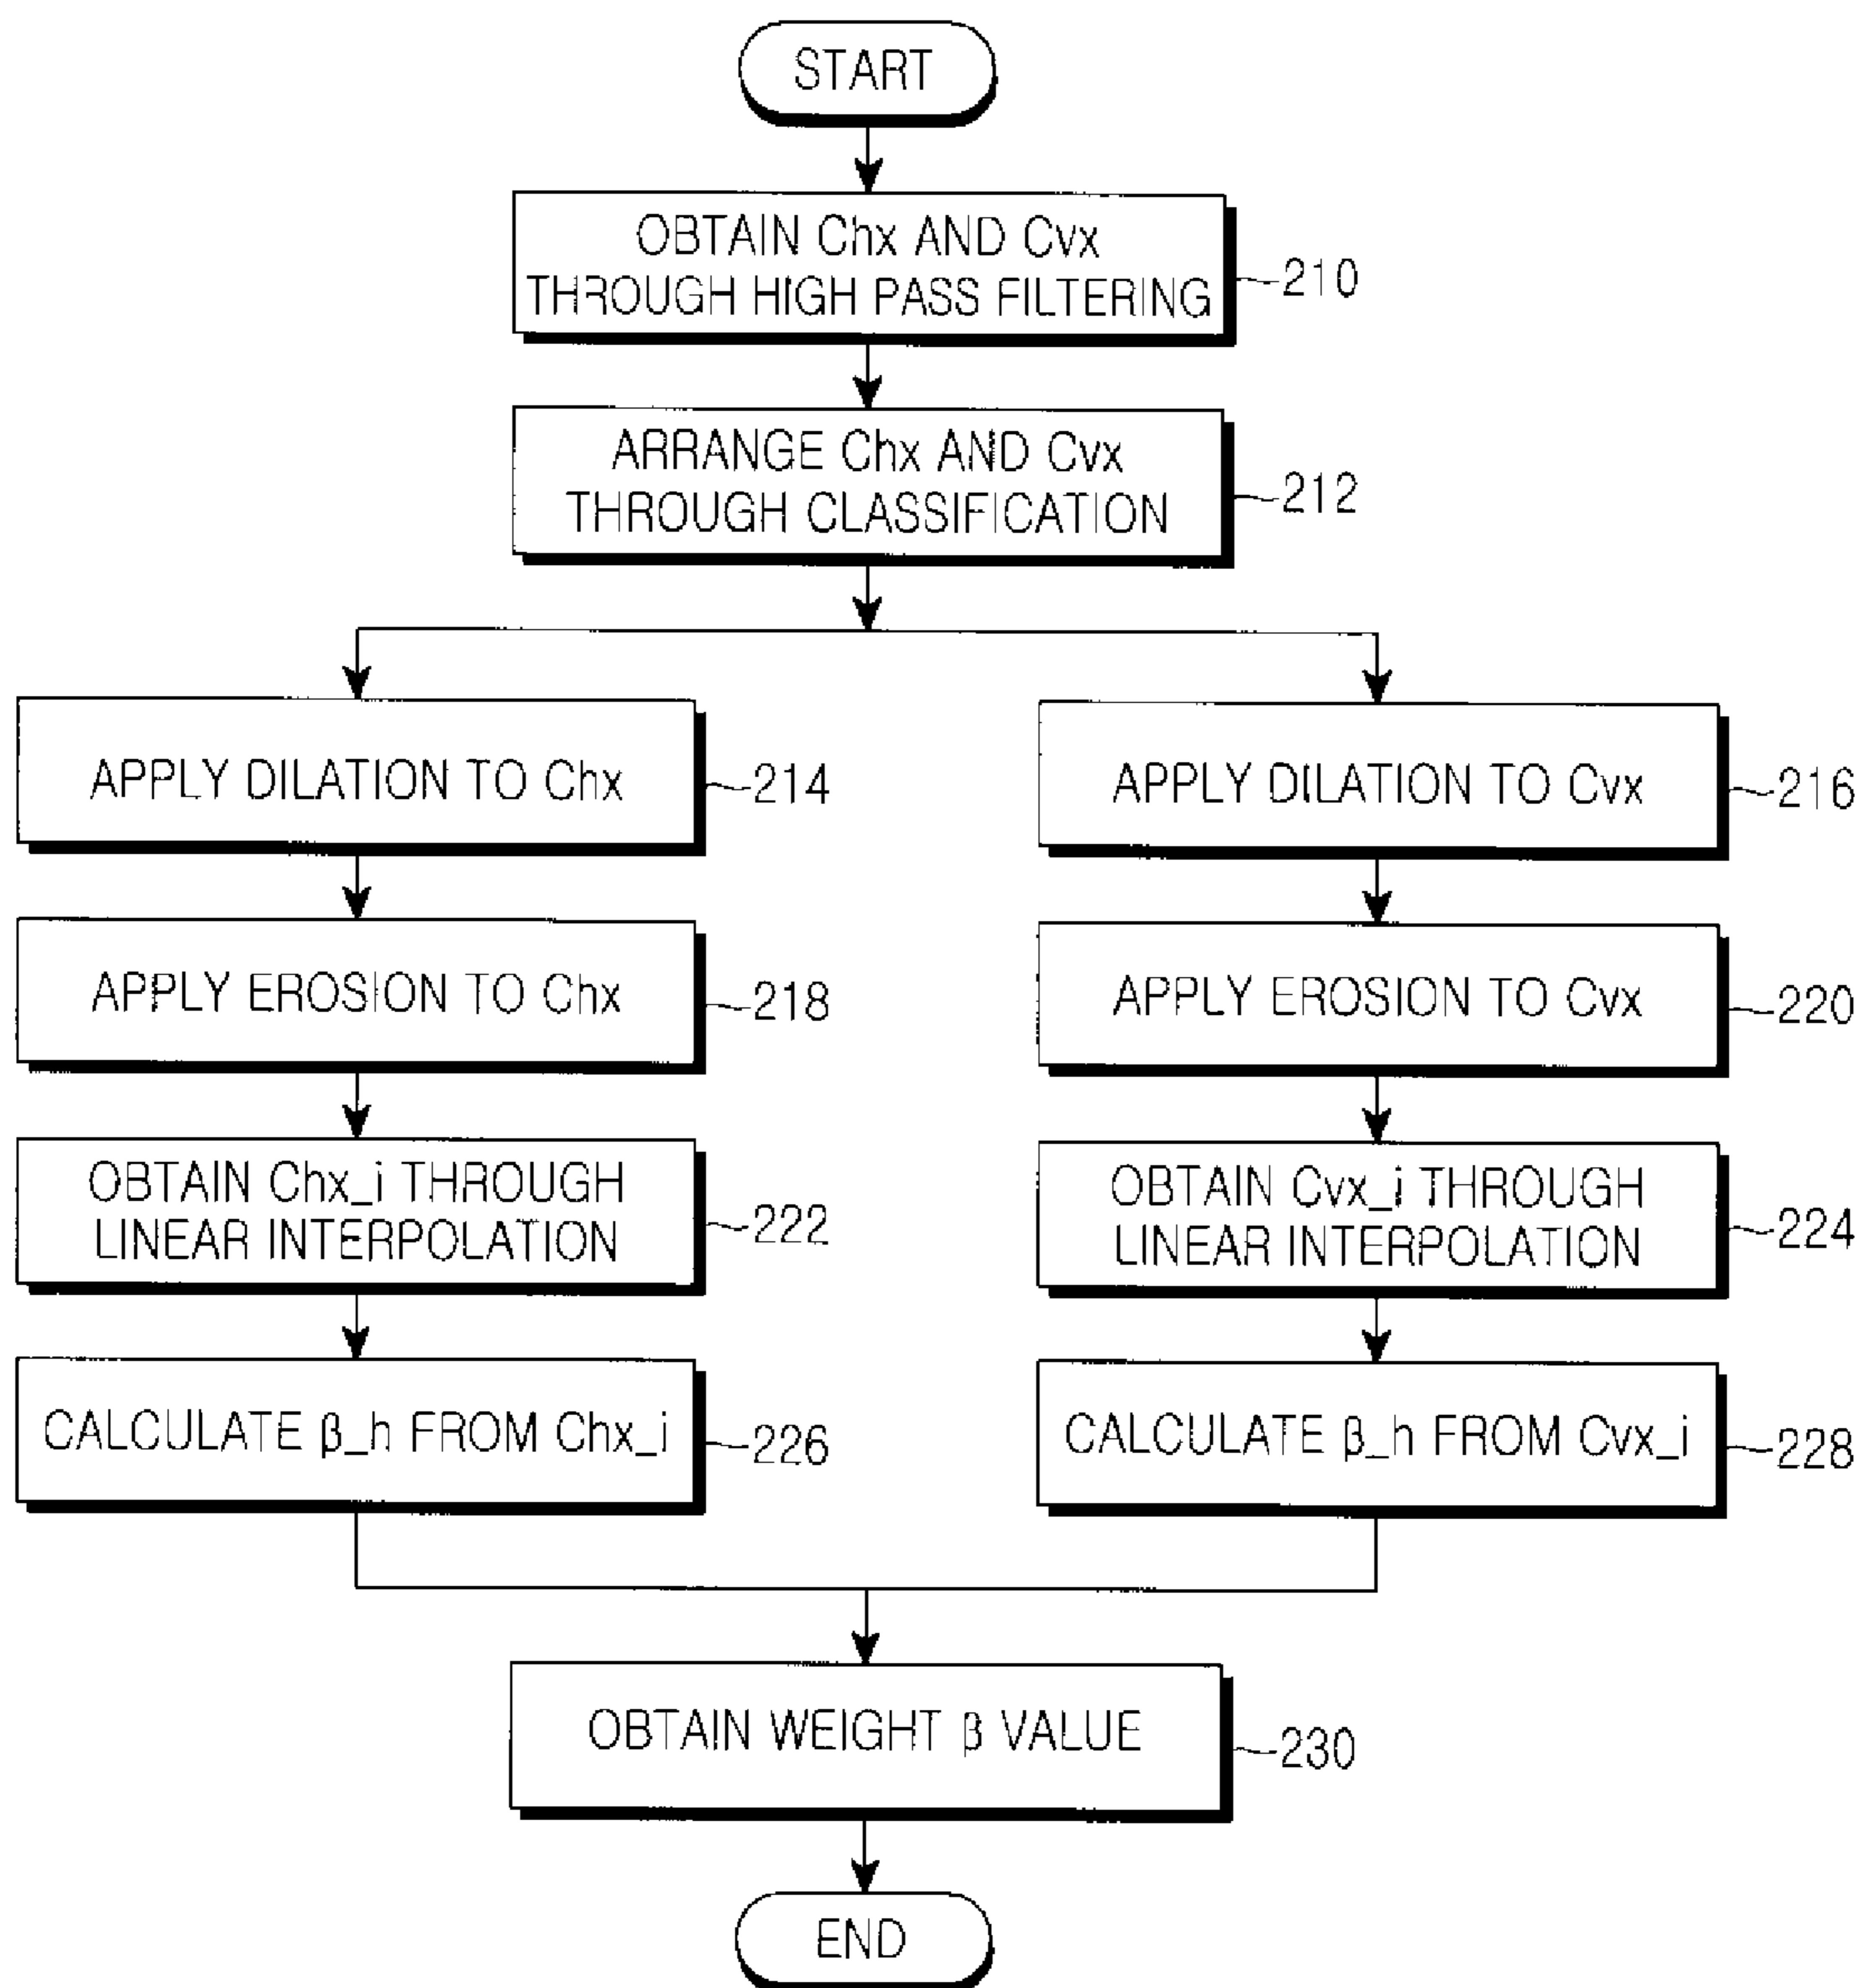 START
OBTAIN Chx AND Cvx
THROUGH HIGH PASS FILTERING
210
ARRANGE Chx AND Cvx
THROUGH CLASSIFICATION
212
APPLY DILATION TO Chx
214
APPLY DILATION TO Cvx
216
APPLY EROSION TO Chx
218
APPLY EROSION TO Cvx
220
OBTAIN Chx_i THROUGH
LINEAR INTERPOLATION
222
OBTAIN Cvx_i THROUGH
LINEAR INTERPOLATION
224
CALCULATE β_h FROM Chx_i
226
CALCULATE β_h FROM Cvx_i
228
OBTAIN WEIGHT β VALUE
230
END